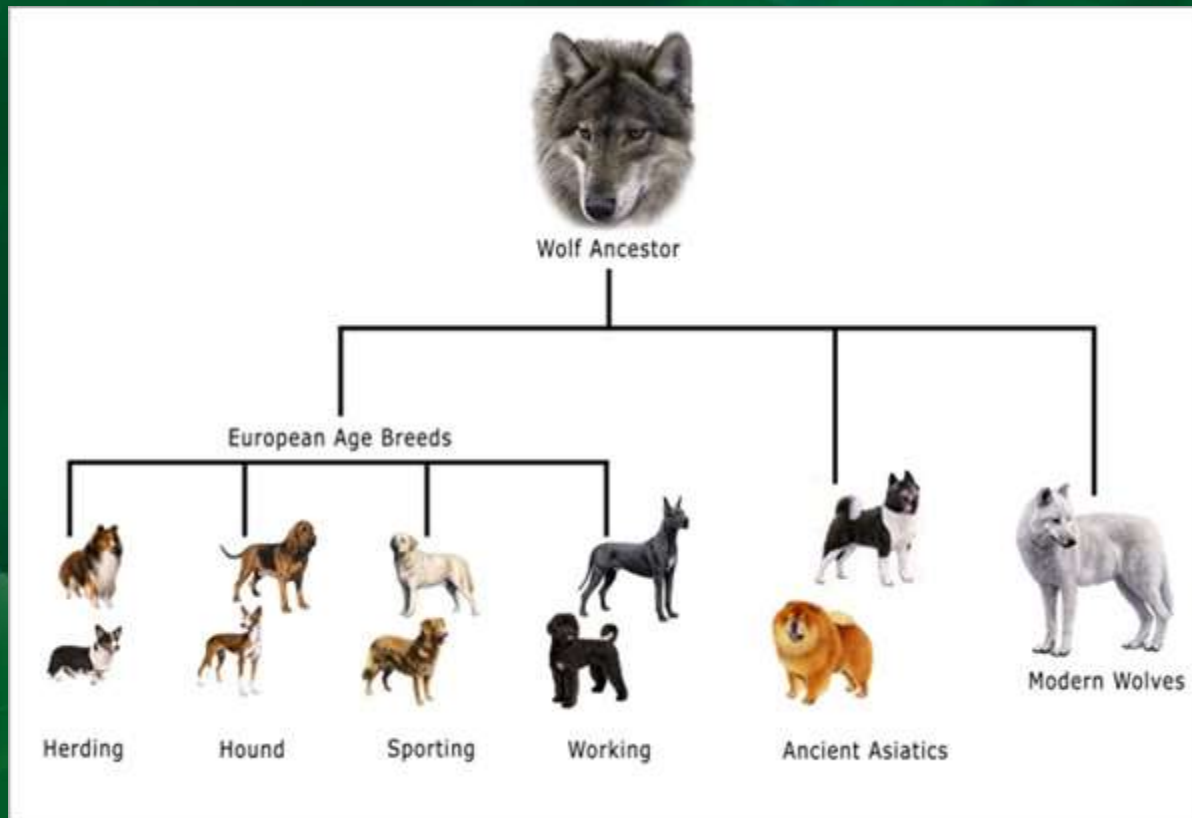 Wolf Ancestor
European Age Breeds
Modern Wolves
Herding
Hound
Sporting
Working
Ancient Asiatics